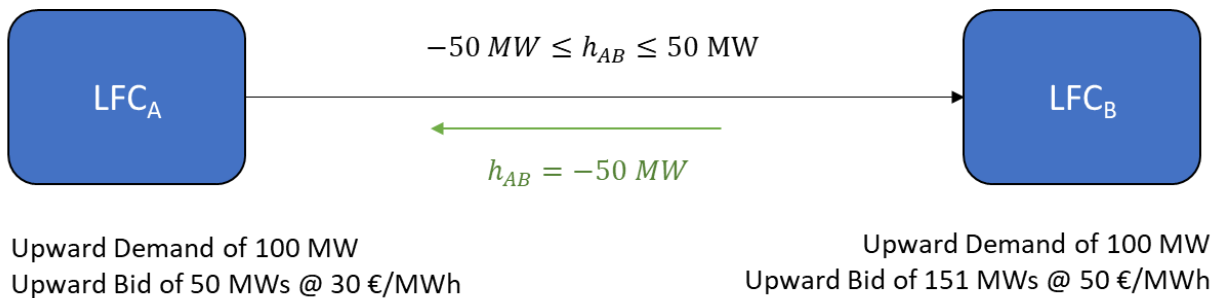 −50 MW ≤ h_AB ≤ 50 MW
LFC_A
LFC_B
h_AB = −50 MW
Upward Demand of 100 MW
Upward Bid of 50 MWs @ 30 €/MWh
Upward Demand of 100 MW
Upward Bid of 151 MWs @ 50 €/MWh